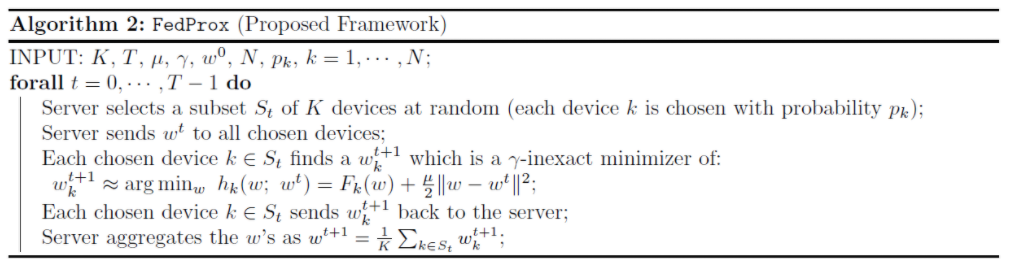 Algorithm 2: FedProx (Proposed Framework)
INPUT: K, T, μ, γ, w⁰, N, pₖ, k = 1, ⋯ , N;
forall t = 0, ⋯ , T − 1 do
Server selects a subset Sₜ of K devices at random (each device k is chosen with probability pₖ);
Server sends wᵗ to all chosen devices;
Each chosen device k ∈ Sₜ finds a wₖᵗ⁺¹ which is a γ-inexact minimizer of:
wₖᵗ⁺¹ ≈ arg min_w hₖ(w; wᵗ) = Fₖ(w) + μ/2 ‖w − wᵗ‖²;
Each chosen device k ∈ Sₜ sends wₖᵗ⁺¹ back to the server;
Server aggregates the w's as wᵗ⁺¹ = 1/K ∑_{k∈Sₜ} wₖᵗ⁺¹;